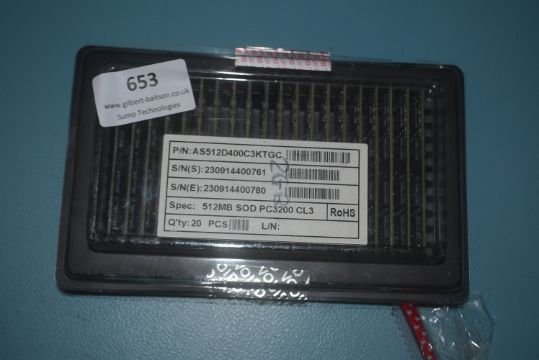 653
www.gilbert-baitson.co.uk
Sumo Technologies
P/N:AS512D400C3KTGC
S/N(S):230914400761
S/N(E):230914400780
Spec: 512MB SOD PC3200 CL3 RoHS
Q'ty:20 PCS L/N:
268